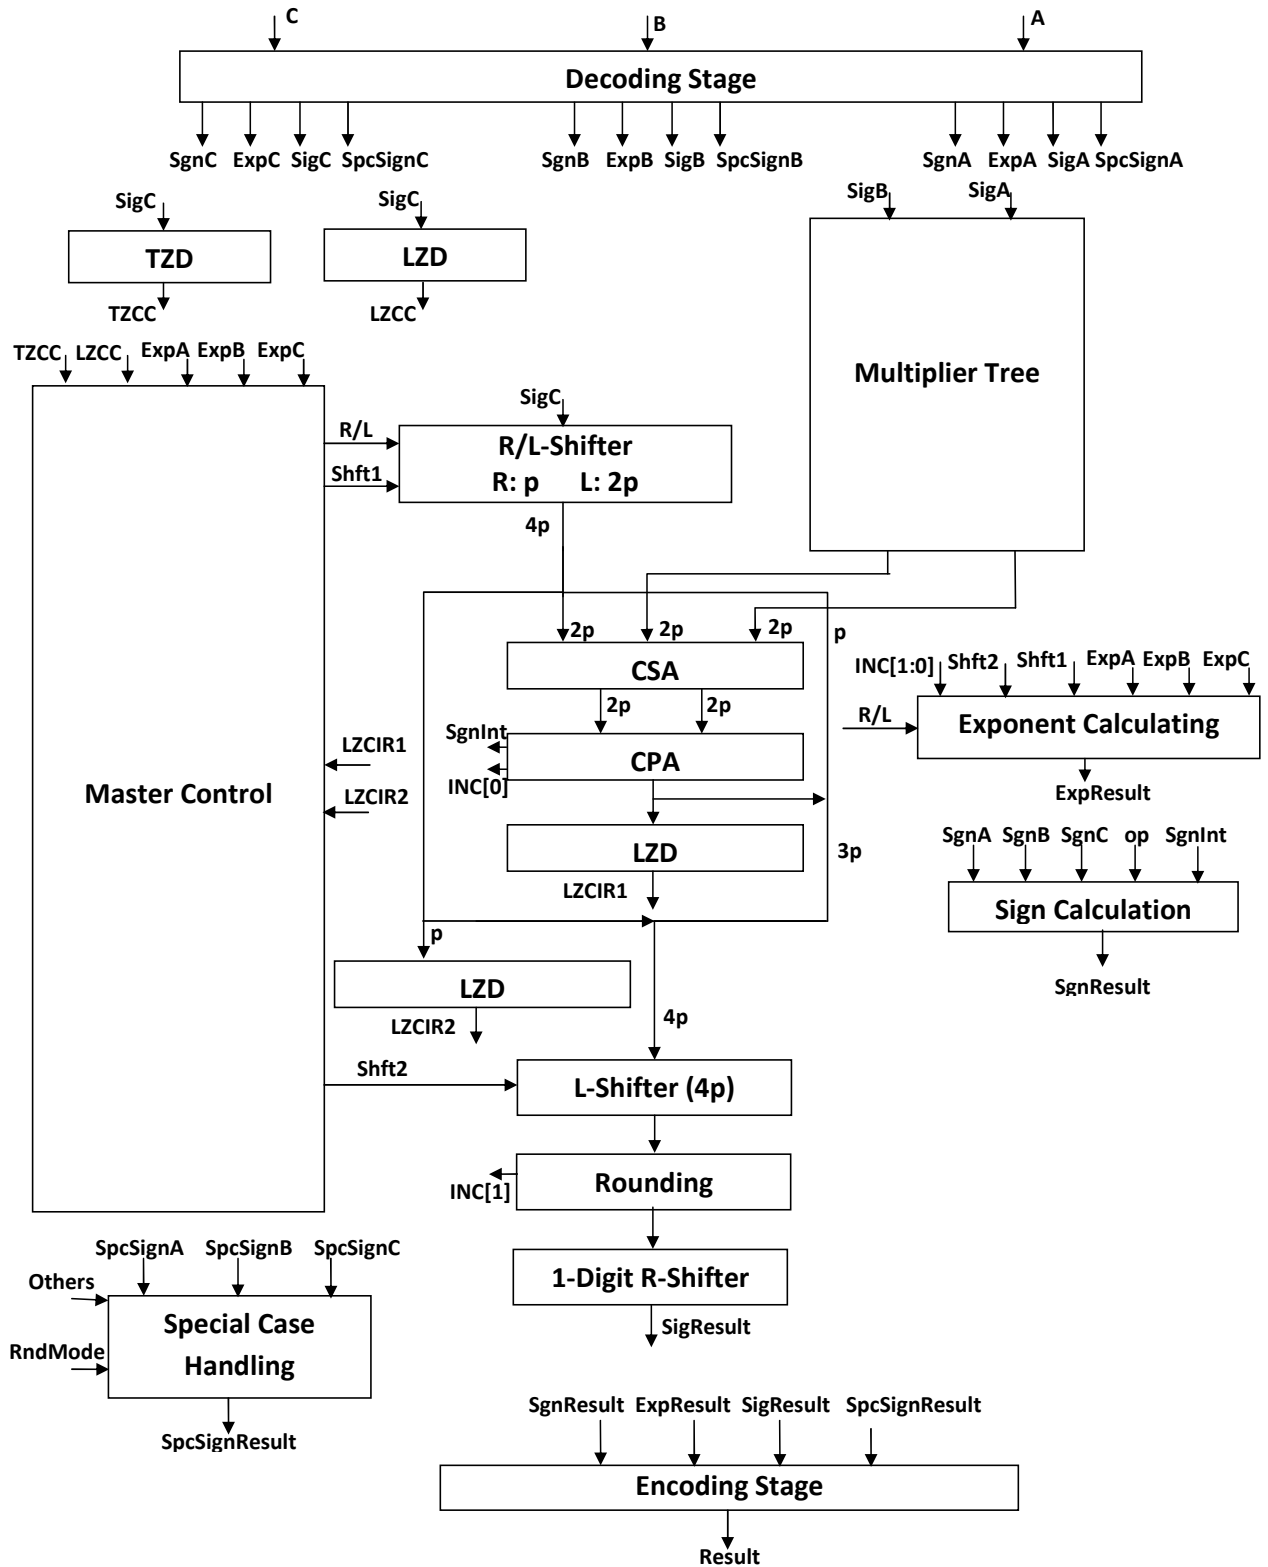 C B A
Decoding Stage
SgnC ExpC SigC SpcSignC SgnB ExpB SigB SpcSignB SgnA ExpA SigA SpcSignA
SigC SigC SigB SigA
TZD LZD
TZCC LZCC
TZCC LZCC ExpA ExpB ExpC
Multiplier Tree
SigC
R/L
R/L-Shifter
Shft1
R: p L: 2p
4p
2p 2p 2p p
CSA
INC[1:0] Shft2 Shft1 ExpA ExpB ExpC
2p 2p
R/L
Exponent Calculating
SgnInt
CPA
LZCIR1
INC[0]
Master Control
LZCIR2
ExpResult
SgnA SgnB SgnC op SgnInt
LZD
3p
LZCIR1
Sign Calculation
p
LZD
SgnResult
LZCIR2
4p
Shft2
L-Shifter (4p)
Rounding
INC[1]
SpcSignA SpcSignB SpcSignC
Others
1-Digit R-Shifter
Special Case
SigResult
RndMode
Handling
SpcSignResult
SgnResult ExpResult SigResult SpcSignResult
Encoding Stage
Result